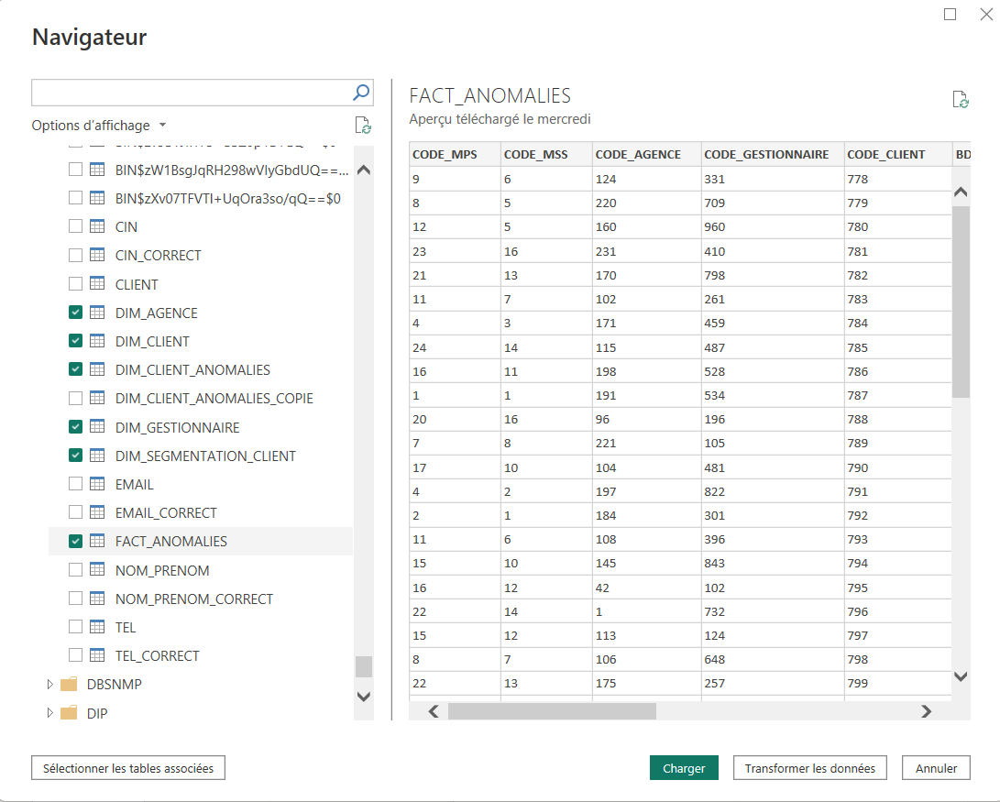 Navigateur
Options d'affichage
BIN$zW1BsgJqRH298wVIyGbdUQ==...
BIN$zXv07TFVTI+UqOra3so/qQ==$0
CIN
CIN_CORRECT
CLIENT
DIM_AGENCE
DIM_CLIENT
DIM_CLIENT_ANOMALIES
DIM_CLIENT_ANOMALIES_COPIE
DIM_GESTIONNAIRE
DIM_SEGMENTATION_CLIENT
EMAIL
EMAIL_CORRECT
FACT_ANOMALIES
NOM_PRENOM
NOM_PRENOM_CORRECT
TEL
TEL_CORRECT
DBSNMP
DIP
FACT_ANOMALIES
Aperçu téléchargé le mercredi
CODE_MPS CODE_MSS CODE_AGENCE CODE_GESTIONNAIRE CODE_CLIENT BD
9 6 124 331 778
8 5 220 709 779
12 5 160 960 780
23 16 231 410 781
21 13 170 798 782
11 7 102 261 783
4 3 171 459 784
24 14 115 487 785
16 11 198 528 786
1 1 191 534 787
20 16 96 196 788
7 8 221 105 789
17 10 104 481 790
4 2 197 822 791
2 1 184 301 792
11 6 108 396 793
15 10 145 843 794
16 12 42 102 795
22 14 1 732 796
15 12 113 124 797
8 7 106 648 798
22 13 175 257 799
Sélectionner les tables associées
Charger
Transformer les données
Annuler